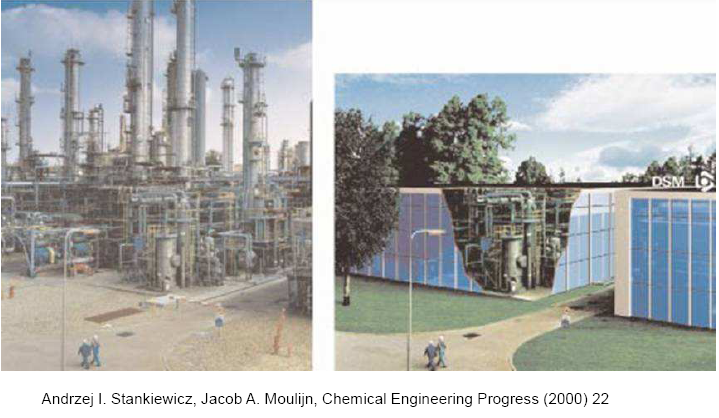 DSM
Andrzej I. Stankiewicz, Jacob A. Moulijn, Chemical Engineering Progress (2000) 22